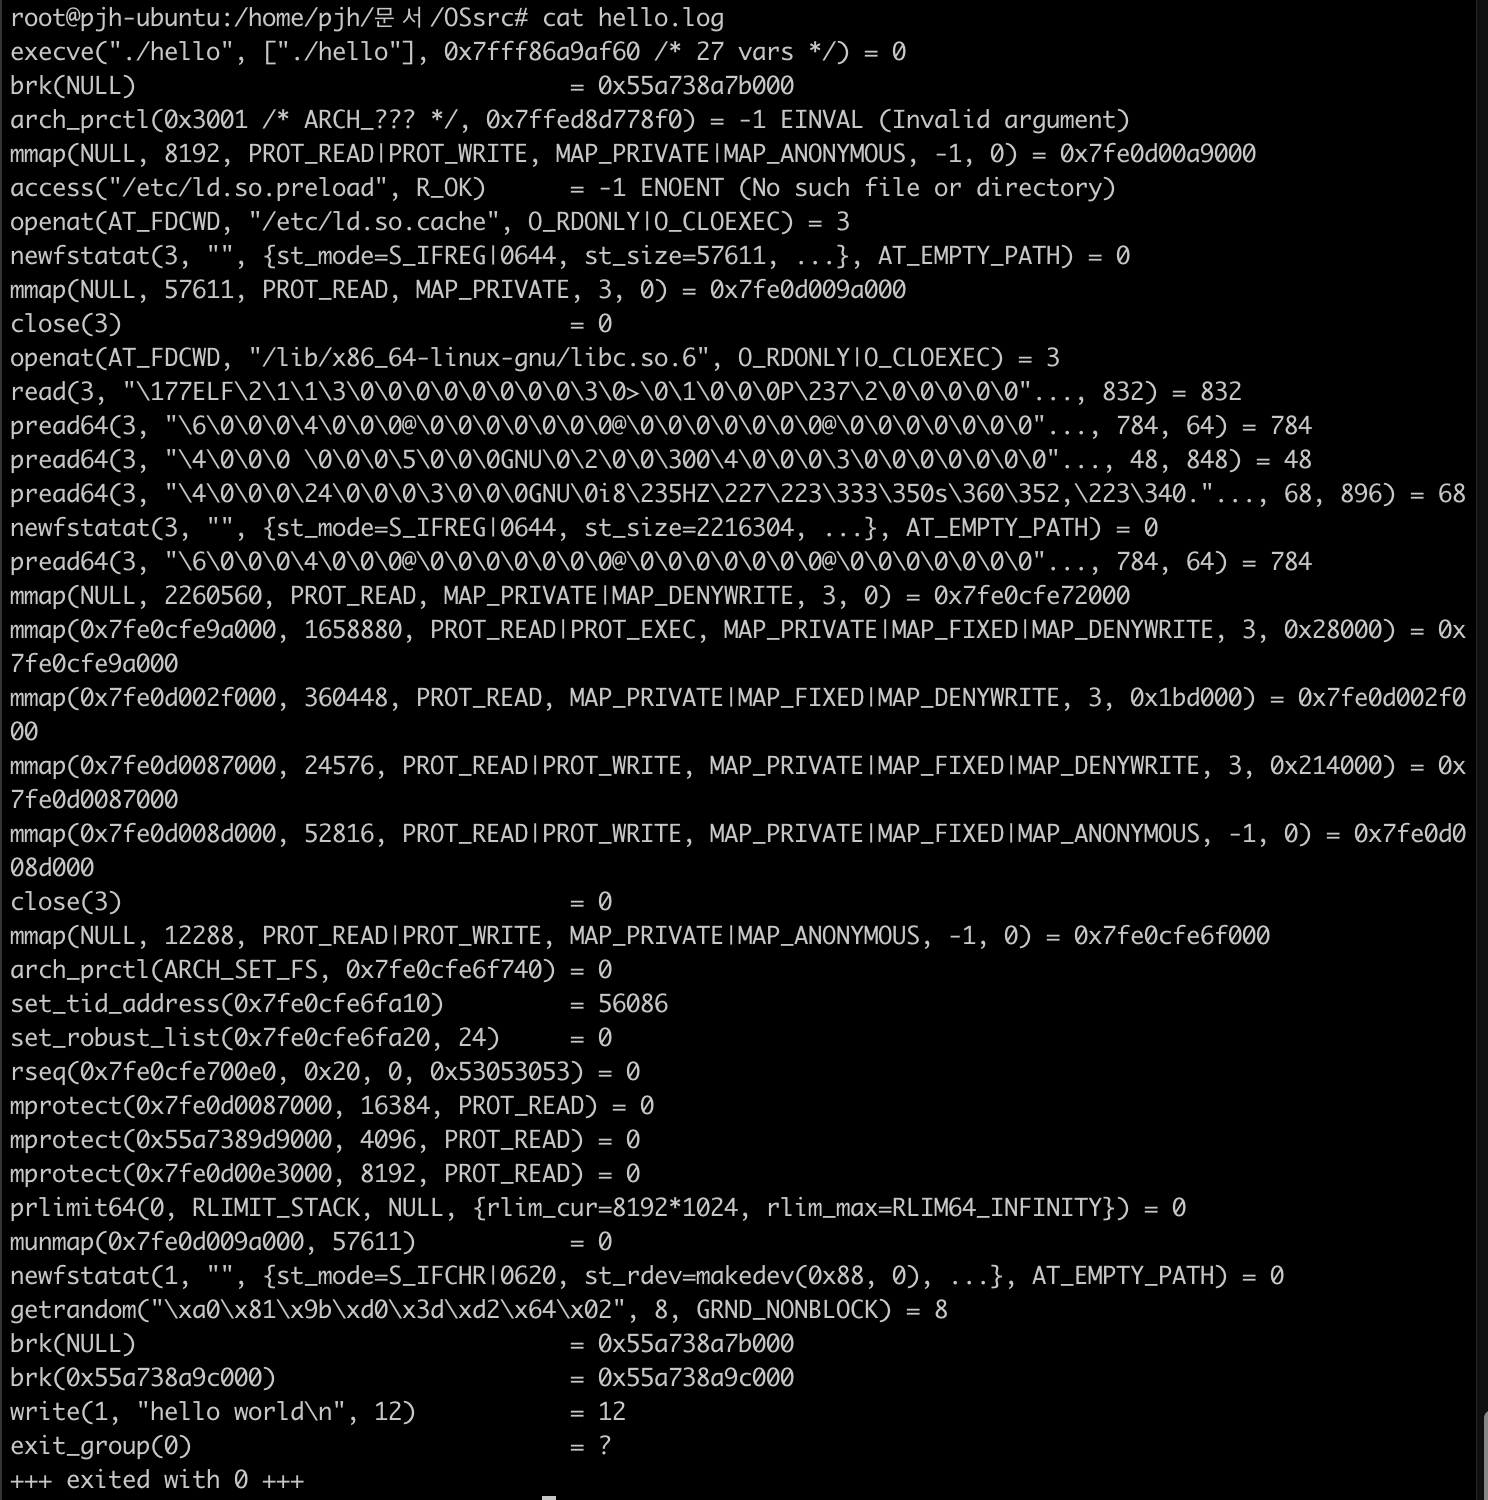 root@pjh-ubuntu:/home/pjh/문서/OSsrc# cat hello.log
execve("./hello", ["./hello"], 0x7fff86a9af60 /* 27 vars */) = 0
brk(NULL)                               = 0x55a738a7b000
arch_prctl(0x3001 /* ARCH_??? */, 0x7ffed8d778f0) = -1 EINVAL (Invalid argument)
mmap(NULL, 8192, PROT_READ|PROT_WRITE, MAP_PRIVATE|MAP_ANONYMOUS, -1, 0) = 0x7fe0d00a9000
access("/etc/ld.so.preload", R_OK)      = -1 ENOENT (No such file or directory)
openat(AT_FDCWD, "/etc/ld.so.cache", O_RDONLY|O_CLOEXEC) = 3
newfstatat(3, "", {st_mode=S_IFREG|0644, st_size=57611, ...}, AT_EMPTY_PATH) = 0
mmap(NULL, 57611, PROT_READ, MAP_PRIVATE, 3, 0) = 0x7fe0d009a000
close(3)                                = 0
openat(AT_FDCWD, "/lib/x86_64-linux-gnu/libc.so.6", O_RDONLY|O_CLOEXEC) = 3
read(3, "\177ELF\2\1\1\3\0\0\0\0\0\0\0\0\3\0>\0\1\0\0\0P\237\2\0\0\0\0\0"..., 832) = 832
pread64(3, "\6\0\0\0\4\0\0\0@\0\0\0\0\0\0\0@\0\0\0\0\0\0\0@\0\0\0\0\0\0\0"..., 784, 64) = 784
pread64(3, "\4\0\0\0 \0\0\0\5\0\0\0GNU\0\2\0\0\300\4\0\0\0\3\0\0\0\0\0\0\0"..., 48, 848) = 48
pread64(3, "\4\0\0\0\24\0\0\0\3\0\0\0GNU\0i8\235HZ\227\223\333\350s\360\352,\223\340."..., 68, 896) = 68
newfstatat(3, "", {st_mode=S_IFREG|0644, st_size=2216304, ...}, AT_EMPTY_PATH) = 0
pread64(3, "\6\0\0\0\4\0\0\0@\0\0\0\0\0\0\0@\0\0\0\0\0\0\0@\0\0\0\0\0\0\0"..., 784, 64) = 784
mmap(NULL, 2260560, PROT_READ, MAP_PRIVATE|MAP_DENYWRITE, 3, 0) = 0x7fe0cfe72000
mmap(0x7fe0cfe9a000, 1658880, PROT_READ|PROT_EXEC, MAP_PRIVATE|MAP_FIXED|MAP_DENYWRITE, 3, 0x28000) = 0x
7fe0cfe9a000
mmap(0x7fe0d002f000, 360448, PROT_READ, MAP_PRIVATE|MAP_FIXED|MAP_DENYWRITE, 3, 0x1bd000) = 0x7fe0d002f0
00
mmap(0x7fe0d0087000, 24576, PROT_READ|PROT_WRITE, MAP_PRIVATE|MAP_FIXED|MAP_DENYWRITE, 3, 0x214000) = 0x
7fe0d0087000
mmap(0x7fe0d008d000, 52816, PROT_READ|PROT_WRITE, MAP_PRIVATE|MAP_FIXED|MAP_ANONYMOUS, -1, 0) = 0x7fe0d0
08d000
close(3)                                = 0
mmap(NULL, 12288, PROT_READ|PROT_WRITE, MAP_PRIVATE|MAP_ANONYMOUS, -1, 0) = 0x7fe0cfe6f000
arch_prctl(ARCH_SET_FS, 0x7fe0cfe6f740) = 0
set_tid_address(0x7fe0cfe6fa10)         = 56086
set_robust_list(0x7fe0cfe6fa20, 24)     = 0
rseq(0x7fe0cfe700e0, 0x20, 0, 0x53053053) = 0
mprotect(0x7fe0d0087000, 16384, PROT_READ) = 0
mprotect(0x55a7389d9000, 4096, PROT_READ) = 0
mprotect(0x7fe0d00e3000, 8192, PROT_READ) = 0
prlimit64(0, RLIMIT_STACK, NULL, {rlim_cur=8192*1024, rlim_max=RLIM64_INFINITY}) = 0
munmap(0x7fe0d009a000, 57611)           = 0
newfstatat(1, "", {st_mode=S_IFCHR|0620, st_rdev=makedev(0x88, 0), ...}, AT_EMPTY_PATH) = 0
getrandom("\xa0\x81\x9b\xd0\x3d\xd2\x64\x02", 8, GRND_NONBLOCK) = 8
brk(NULL)                               = 0x55a738a7b000
brk(0x55a738a9c000)                     = 0x55a738a9c000
write(1, "hello world\n", 12)           = 12
exit_group(0)                           = ?
+++ exited with 0 +++